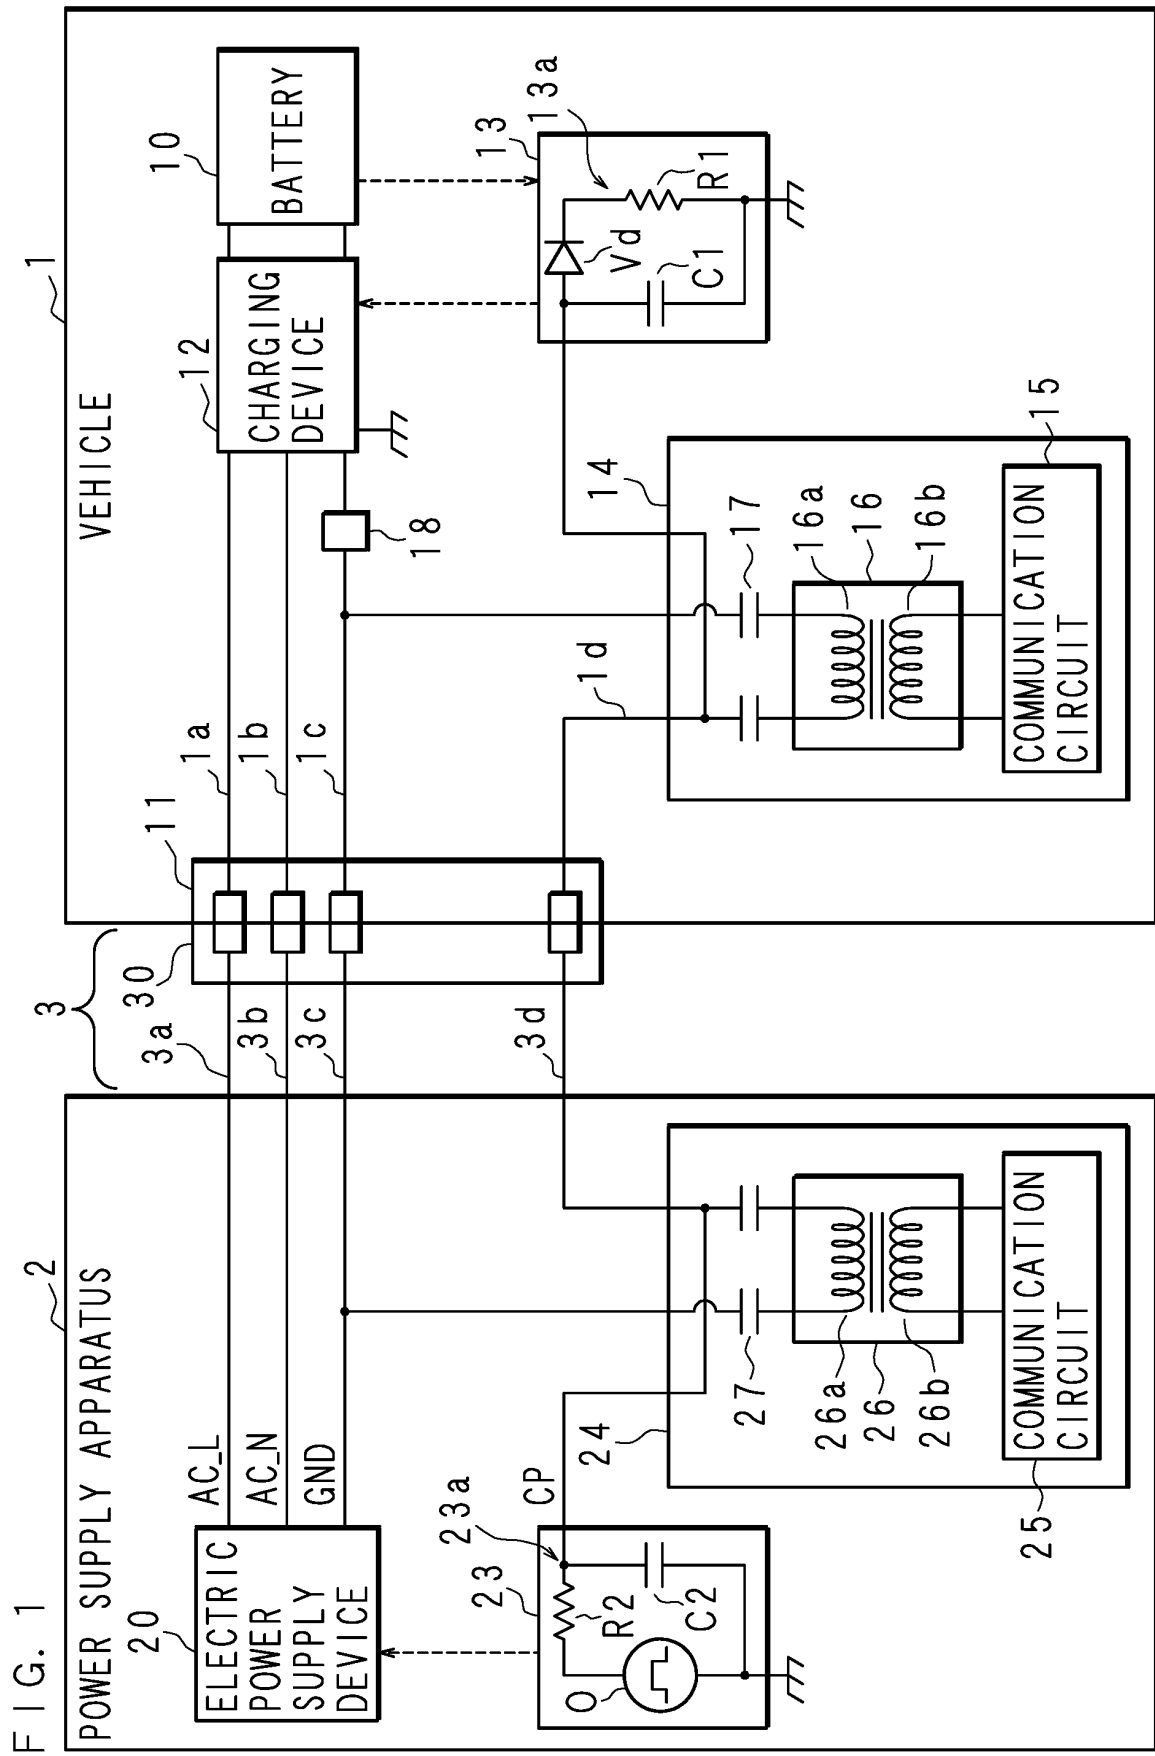 FIG. 1
2
POWER SUPPLY APPARATUS
3
1
VEHICLE
20
ELECTRIC
POWER
SUPPLY
DEVICE
AC_L
AC_N
GND
3a
3b
3c
30
11
1a
1b
1c
18
12
CHARGING
DEVICE
10
BATTERY
23
23a
CP
O
R2
C2
3d
24
27
26a
26
26b
25
COMMUNICATION
CIRCUIT
1d
14
17
16a
16
16b
15
COMMUNICATION
CIRCUIT
13
13a
Vd
R1
C1